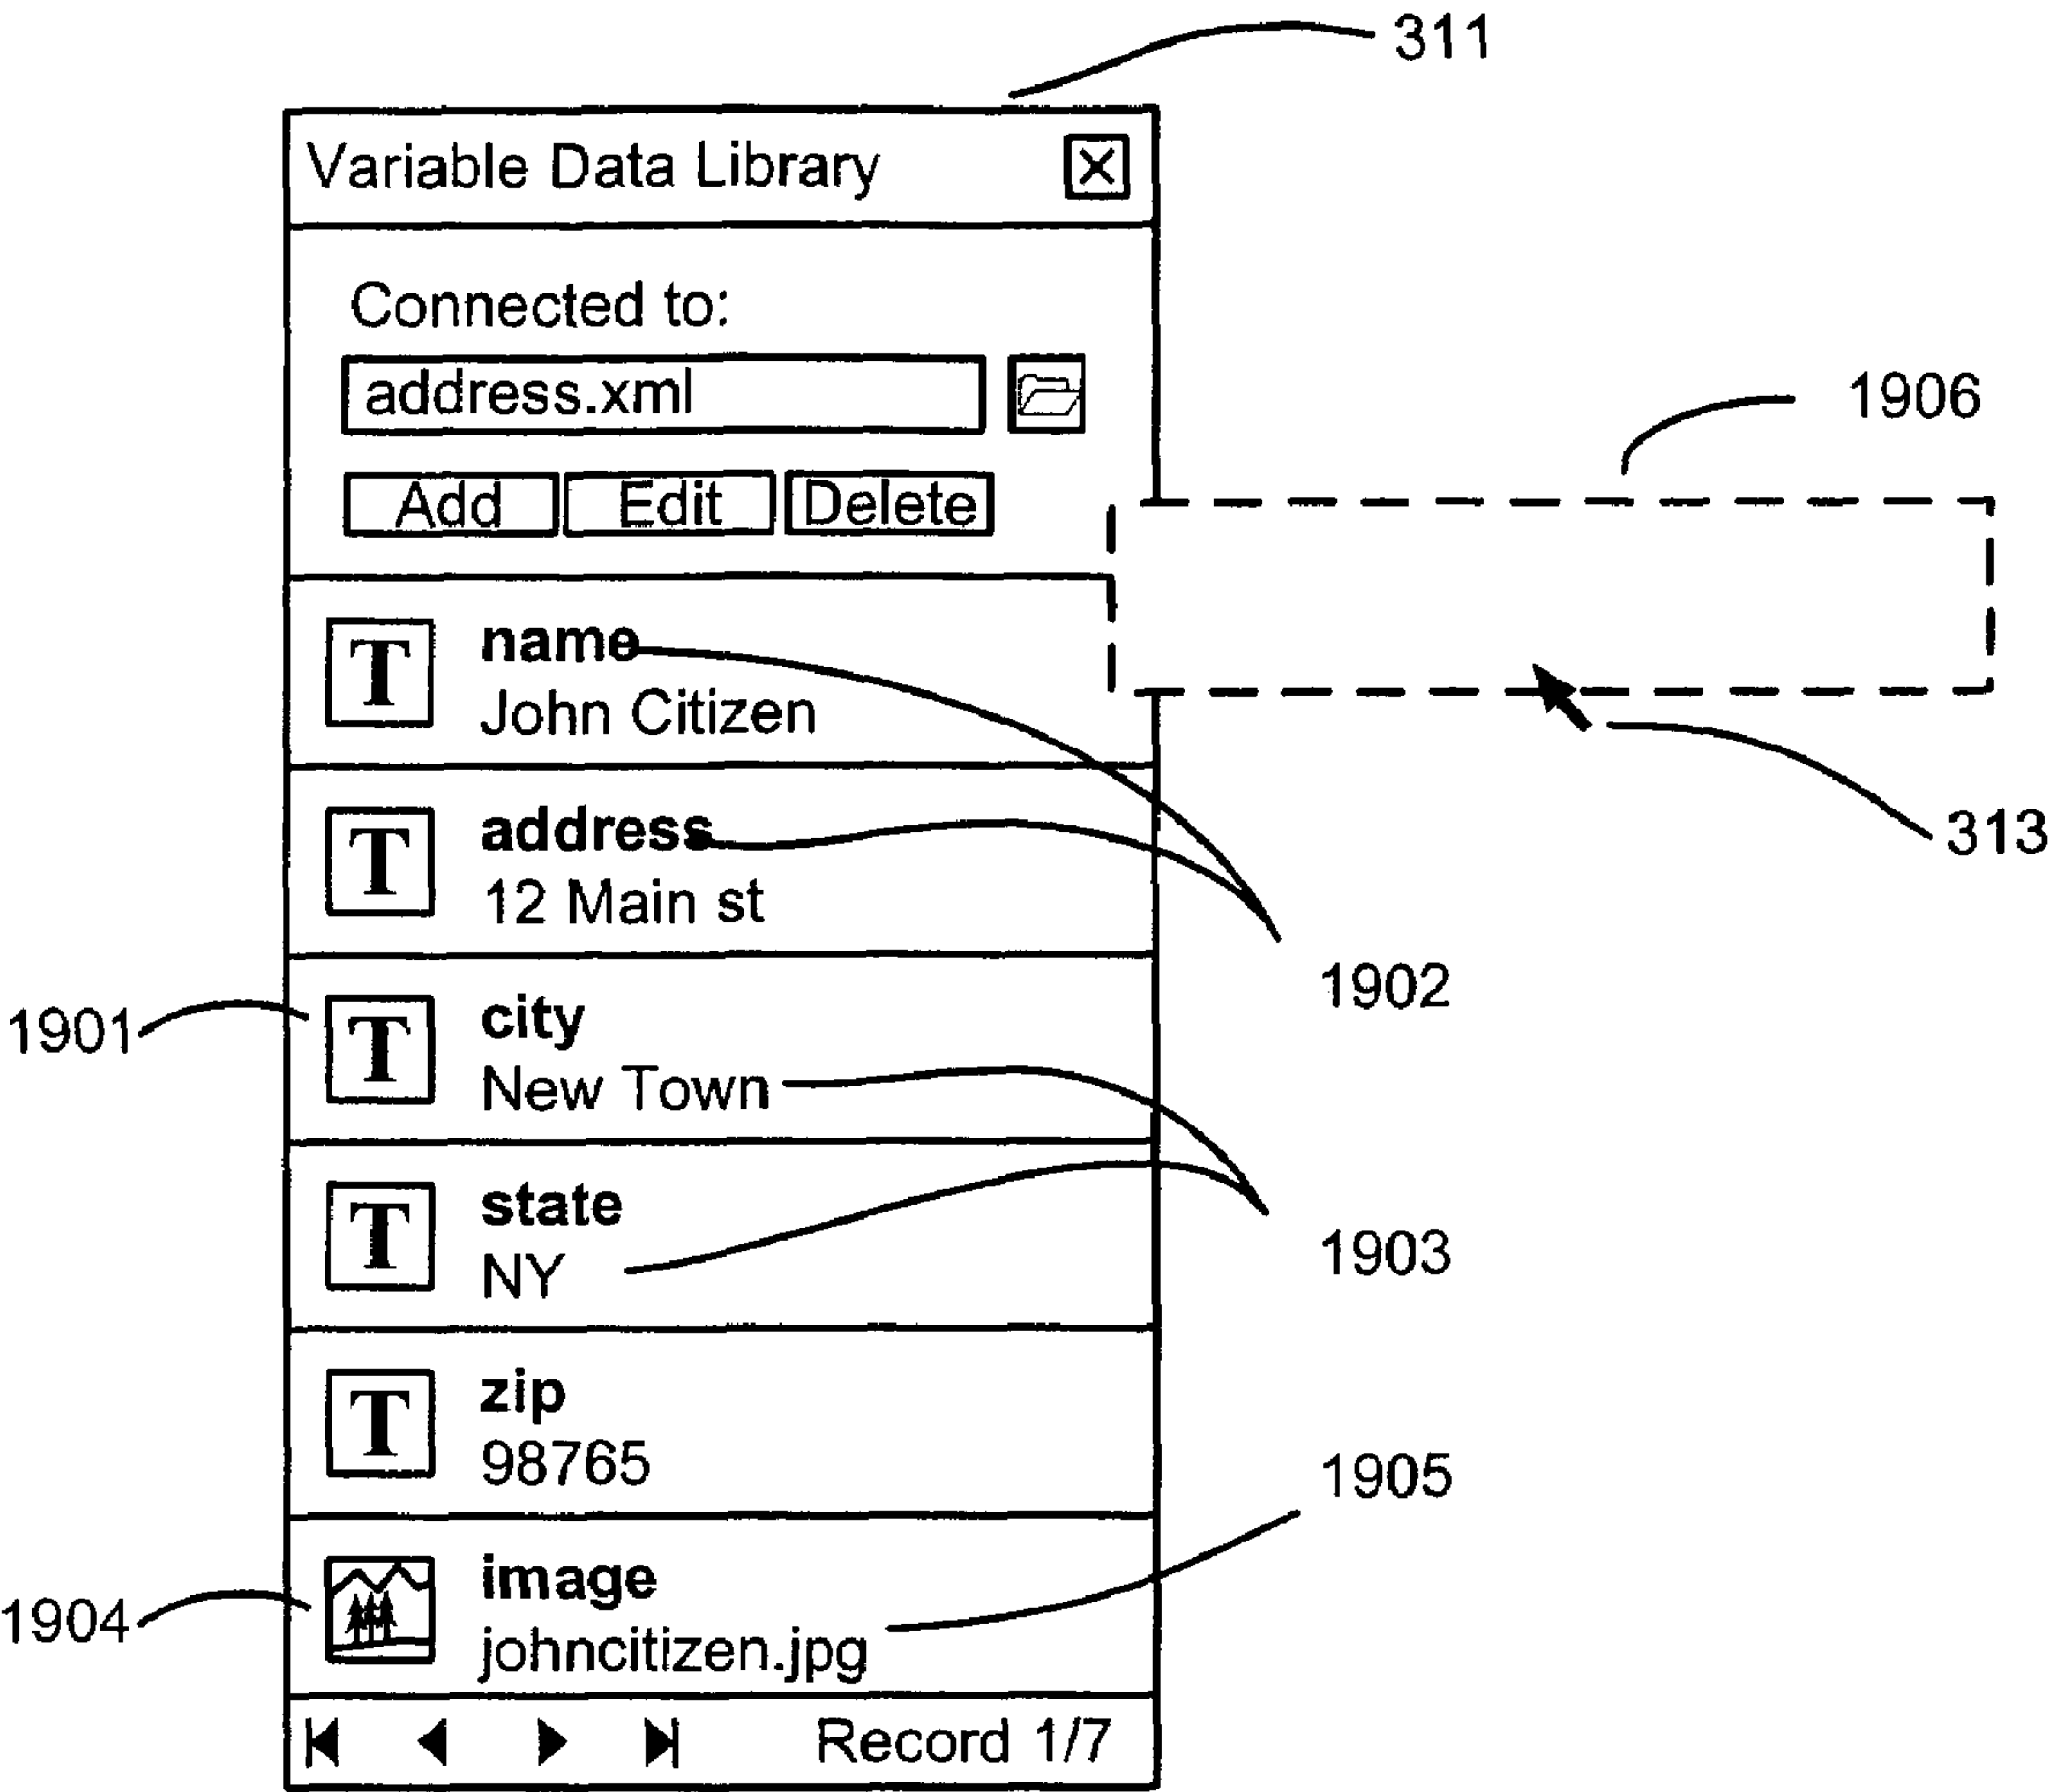 311
Variable Data Library
Connected to:
address.xml
1906
Add Edit Delete
T name
John Citizen
313
T address
12 Main st
1902
1901
T city
New Town
T state
NY
1903
T zip
98765
1905
1904
image
johncitizen.jpg
Record 1/7